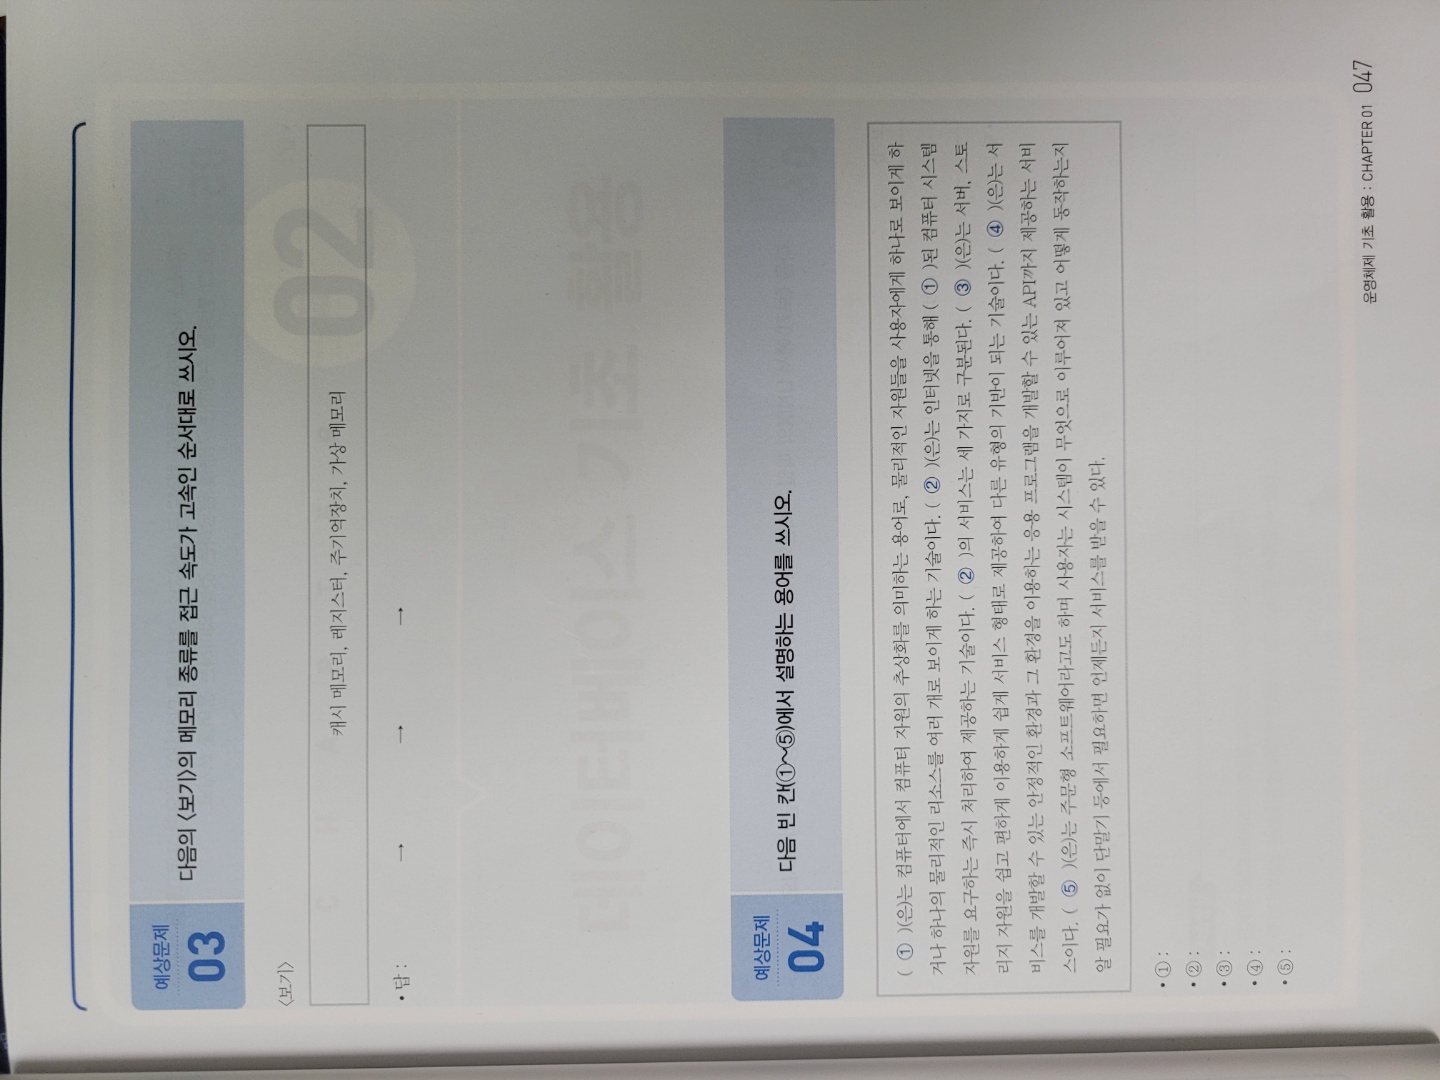 예상문제
03
다음의 <보기>의 메모리 종류를 접근 속도가 고속인 순서대로 쓰시오.
<보기>
캐시 메모리, 레지스터, 주기억장치, 가상 메모리
• 답 : → → →
예상문제
04
다음 빈 칸(①~⑤)에서 설명하는 용어를 쓰시오.
( ① )(은)는 컴퓨터에서 컴퓨터 자원의 추상화를 의미하는 용어로, 물리적인 자원들을 사용자에게 하나로 보이게 하
거나 하나의 물리적인 리소스를 여러 개로 보이게 하는 기술이다. ( ② )(은)는 인터넷을 통해 ( ① )된 컴퓨터 시스템
자원를 요구하는 즉시 처리하여 제공하는 기술이다. ( ② )의 서비스는 세 가지로 구분된다. ( ③ )(은)는 서버, 스토
리지 자원을 쉽고 편하게 이용하게 쉽게 서비스 형태로 제공하여 다른 유형의 기반이 되는 기술이다. ( ④ )(은)는 서
비스를 개발할 수 있는 안정적인 환경과 그 환경을 이용하는 응용 프로그램을 개발할 수 있는 API까지 제공하는 서비
스이다. ( ⑤ )(은)는 주문형 소프트웨어라고도 하며 사용자는 시스템이 무엇으로 이루어져 있고 어떻게 동작하는지
알 필요가 없이 단말기 등에서 필요하면 언제든지 서비스를 받을 수 있다.
• ① :
• ② :
• ③ :
• ④ :
• ⑤ :
운영체제 기초 활용 : CHAPTER 01 047
02
데이터베이스 기초 활용